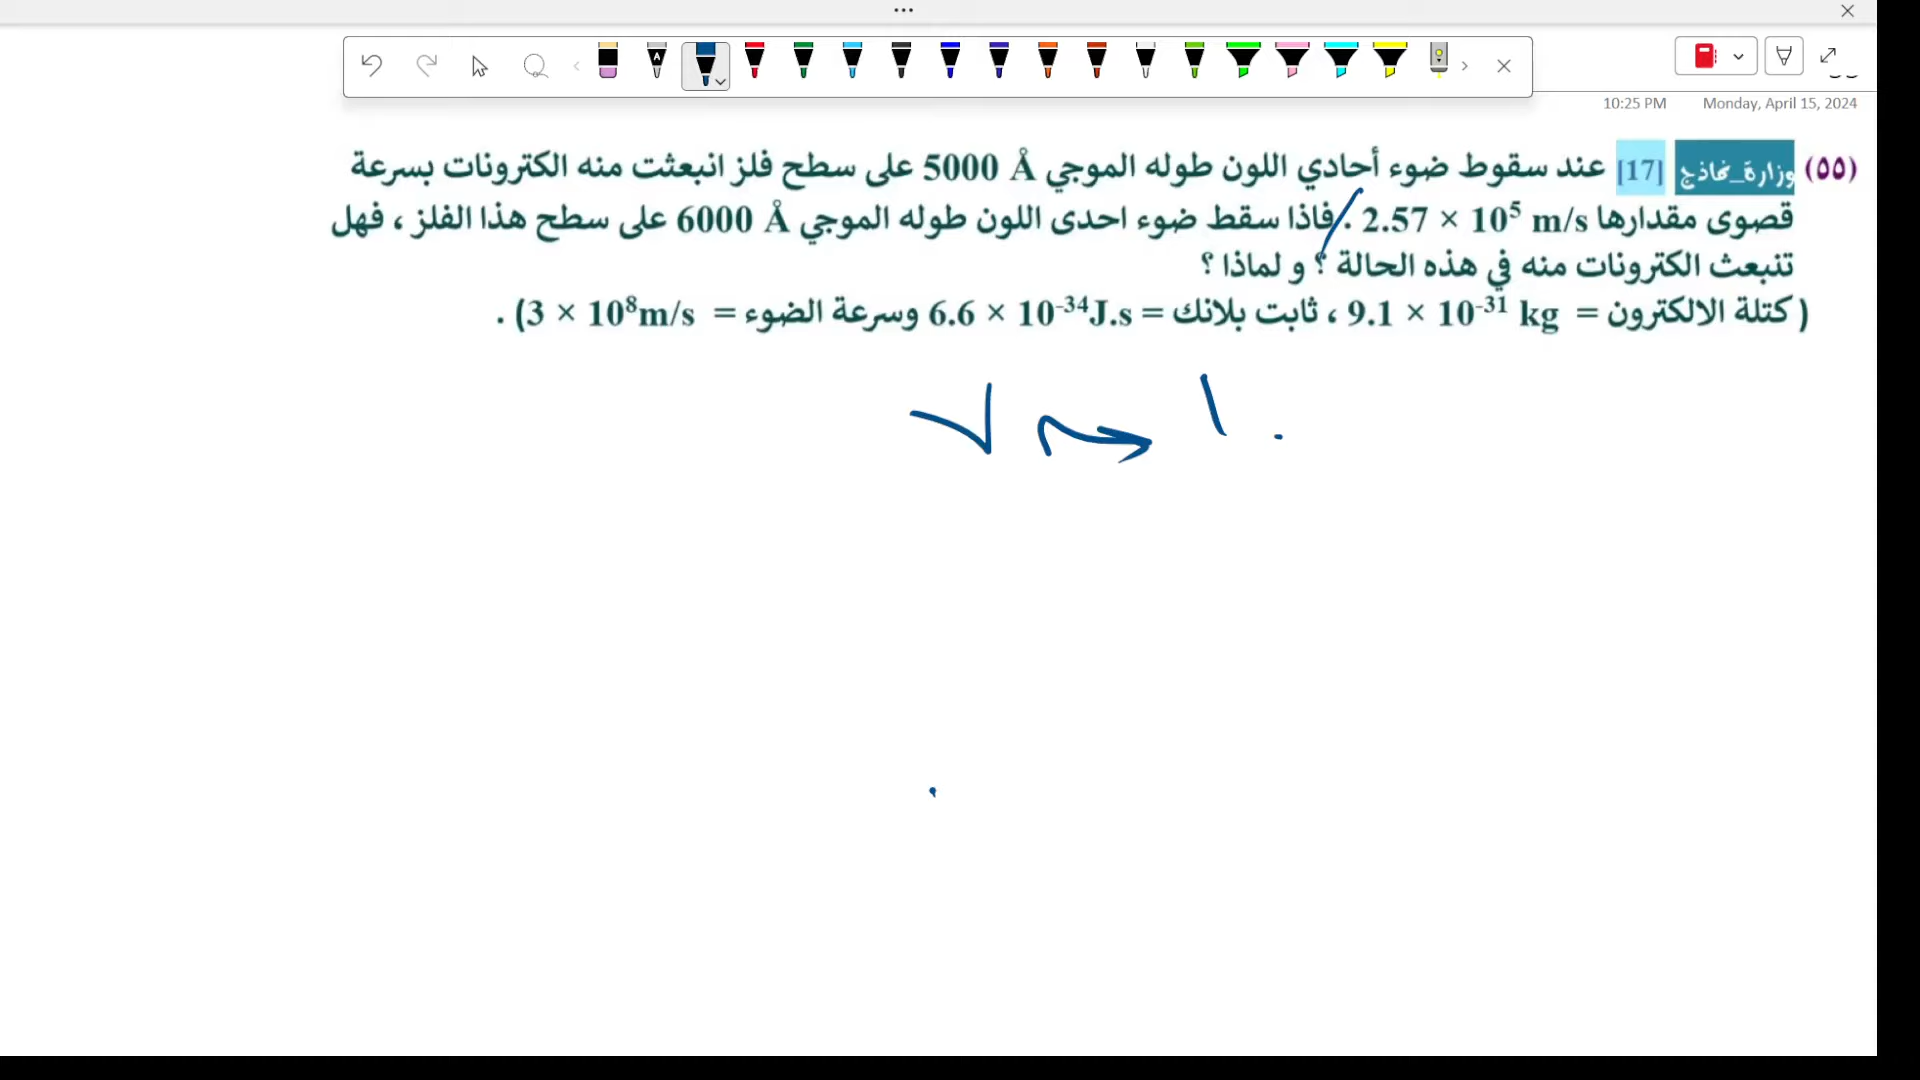 10:25 PM Monday, April 15, 2024
(٥٥) وزارة_نماذج [17] عند سقوط ضوء أحادي اللون طوله الموجي 5000 Å على سطح فلز انبعثت منه الكترونات بسرعة
قصوى مقدارها 2.57 × 10⁵ m/s . فاذا سقط ضوء احدى اللون طوله الموجي 6000 Å على سطح هذا الفلز ، فهل
تنبعث الكترونات منه في هذه الحالة ؟ و لماذا ؟
( كتلة الالكترون = 9.1 × 10⁻³¹ kg ، ثابت بلانك = 6.6 × 10⁻³⁴J.s وسرعة الضوء = 3 × 10⁸m/s) .